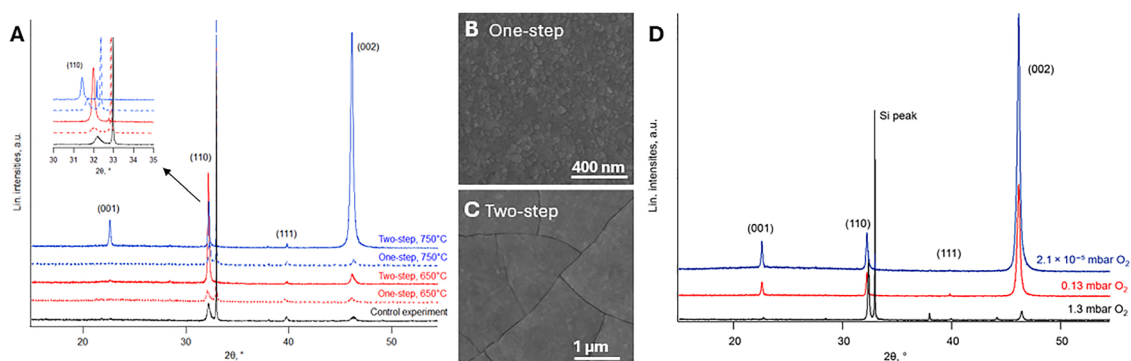 A
Lin. intensities, a.u.
(110)
30 31 32 33 34 35
2θ, °
(001)
(110)
(111)
(002)
Two-step, 750°C
One-step, 750°C
Two-step, 650°C
One-step, 650°C
Control experiment
20 30 40 50
2θ, °
B One-step
400 nm
C Two-step
1 µm
D
Lin. intesites, a.u.
(002)
Si peak
(001)
(110)
(111)
2.1 × 10⁻⁵ mbar O₂
0.13 mbar O₂
1.3 mbar O₂
20 30 40 50
2θ, °